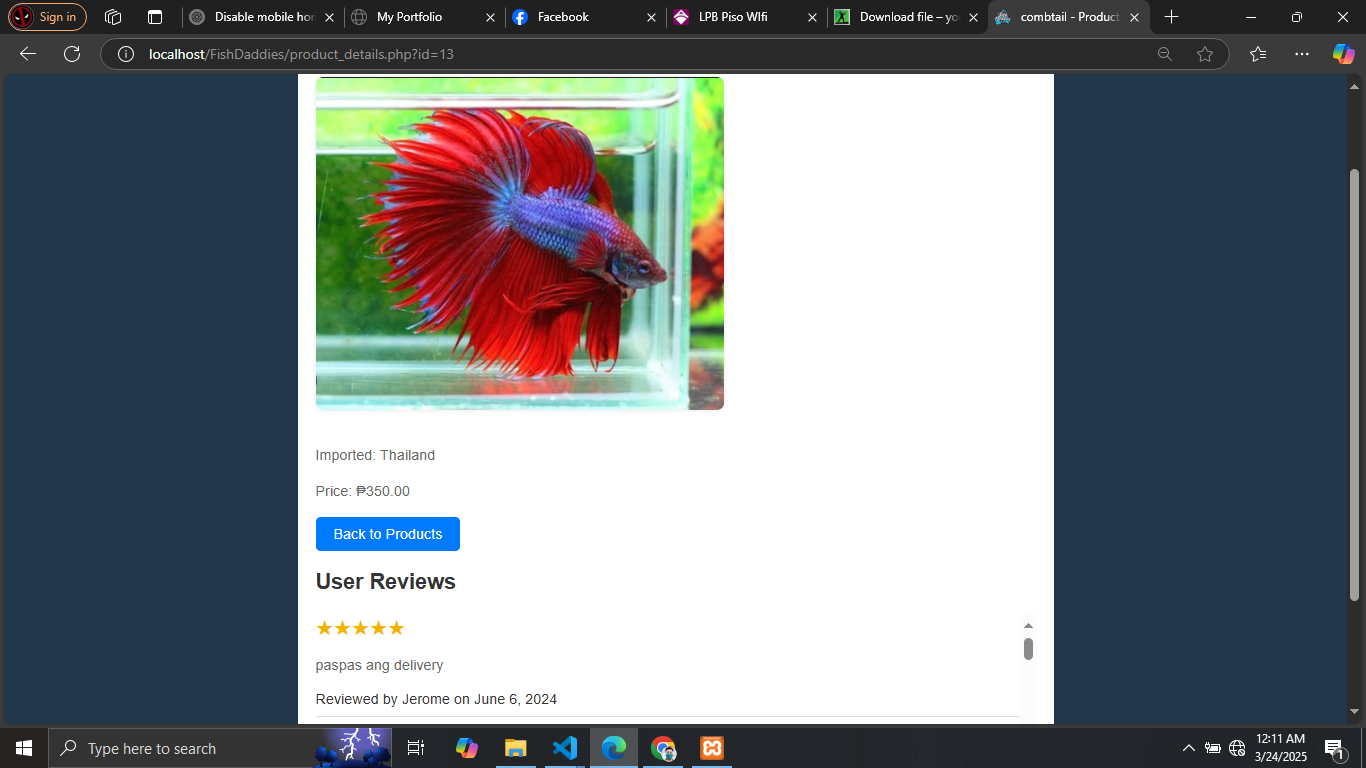 Sign in
Disable mobile hor
My Portfolio
Facebook
LPB Piso WIfi
Download file – yo
combtail - Product
localhost/FishDaddies/product_details.php?id=13
Imported: Thailand
Price: ₱350.00
Back to Products
User Reviews
★★★★★
paspas ang delivery
Reviewed by Jerome on June 6, 2024
Type here to search
12:11 AM
3/24/2025
1